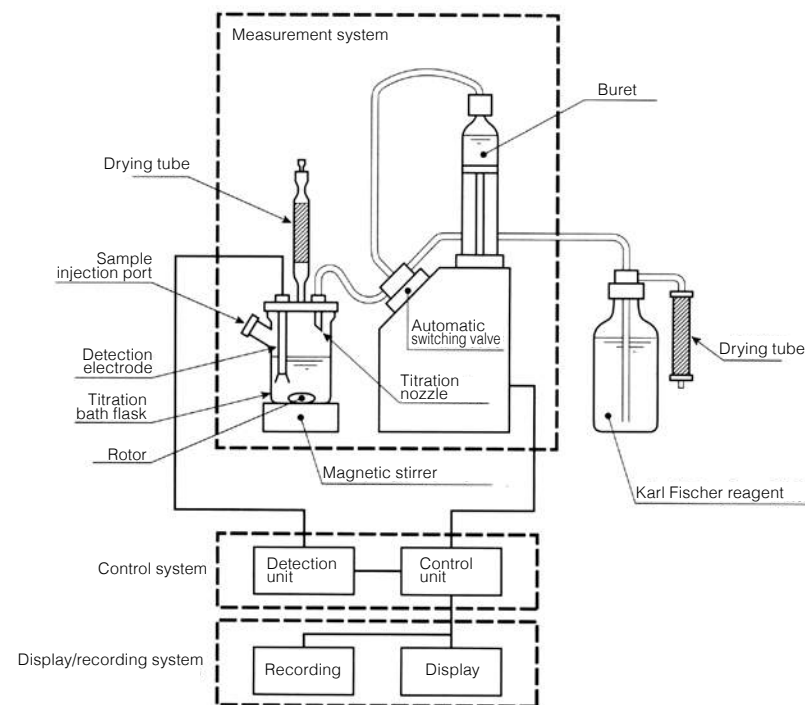 Measurement system
Buret
Drying tube
Sample
injection port
Automatic
switching valve
Drying tube
Detection
electrode
Titration
nozzle
Titration
bath flask
Rotor
Magnetic stirrer
Karl Fischer reagent
Control system
Detection
unit
Control
unit
Display/recording system
Recording
Display